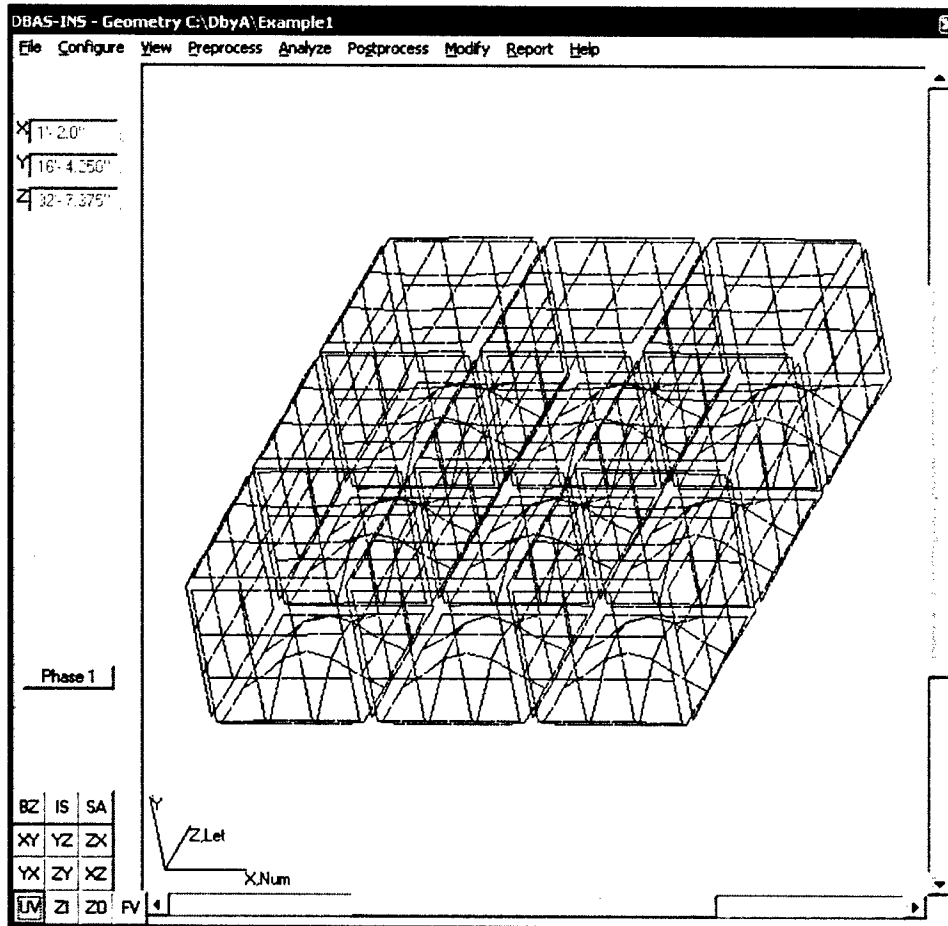 DBAS-INS - Geometry C:\DbyA\Example1
File Configure View Preprocess Analyze Postprocess Modify Report Help
X 1'- 2.0"
Y 16'- 4.250"
Z 32'- 7.375"
Phase 1
BZ IS SA
XY YZ ZX
YX ZY XZ
UV ZI ZO FV
Y
Z,Let
X,Num